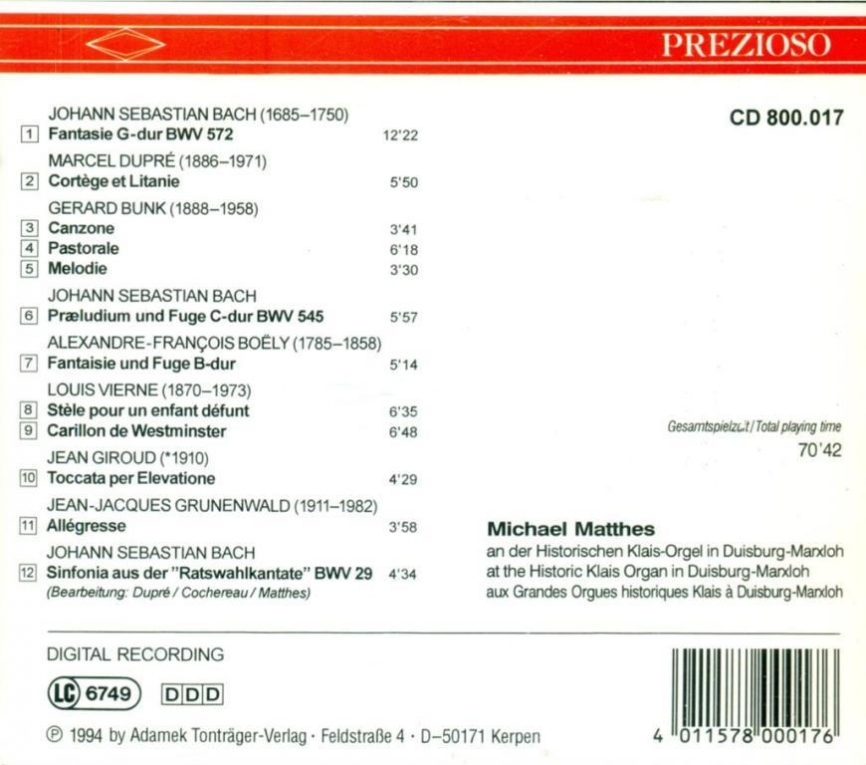 PREZIOSO
CD 800.017
JOHANN SEBASTIAN BACH (1685–1750)
1 Fantasie G-dur BWV 572 12'22
MARCEL DUPRÉ (1886–1971)
2 Cortège et Litanie 5'50
GERARD BUNK (1888–1958)
3 Canzone 3'41
4 Pastorale 6'18
5 Melodie 3'30
JOHANN SEBASTIAN BACH
6 Præludium und Fuge C-dur BWV 545 5'57
ALEXANDRE-FRANÇOIS BOËLY (1785–1858)
7 Fantaisie und Fuge B-dur 5'14
LOUIS VIERNE (1870–1973)
8 Stèle pour un enfant défunt 6'35
9 Carillon de Westminster 6'48
JEAN GIROUD (*1910)
10 Toccata per Elevatione 4'29
JEAN-JACQUES GRUNENWALD (1911–1982)
11 Allégresse 3'58
JOHANN SEBASTIAN BACH
12 Sinfonia aus der "Ratswahlkantate" BWV 29 4'34
(Bearbeitung: Dupré / Cochereau / Matthes)
Gesamtspielzeit / Total playing time
70'42
Michael Matthes
an der Historischen Klais-Orgel in Duisburg-Marxloh
at the Historic Klais Organ in Duisburg-Marxloh
aux Grandes Orgues historiques Klais à Duisburg-Marxloh
DIGITAL RECORDING
LC 6749 DDD
℗ 1994 by Adamek Tonträger-Verlag · Feldstraße 4 · D–50171 Kerpen
4 011578 000176